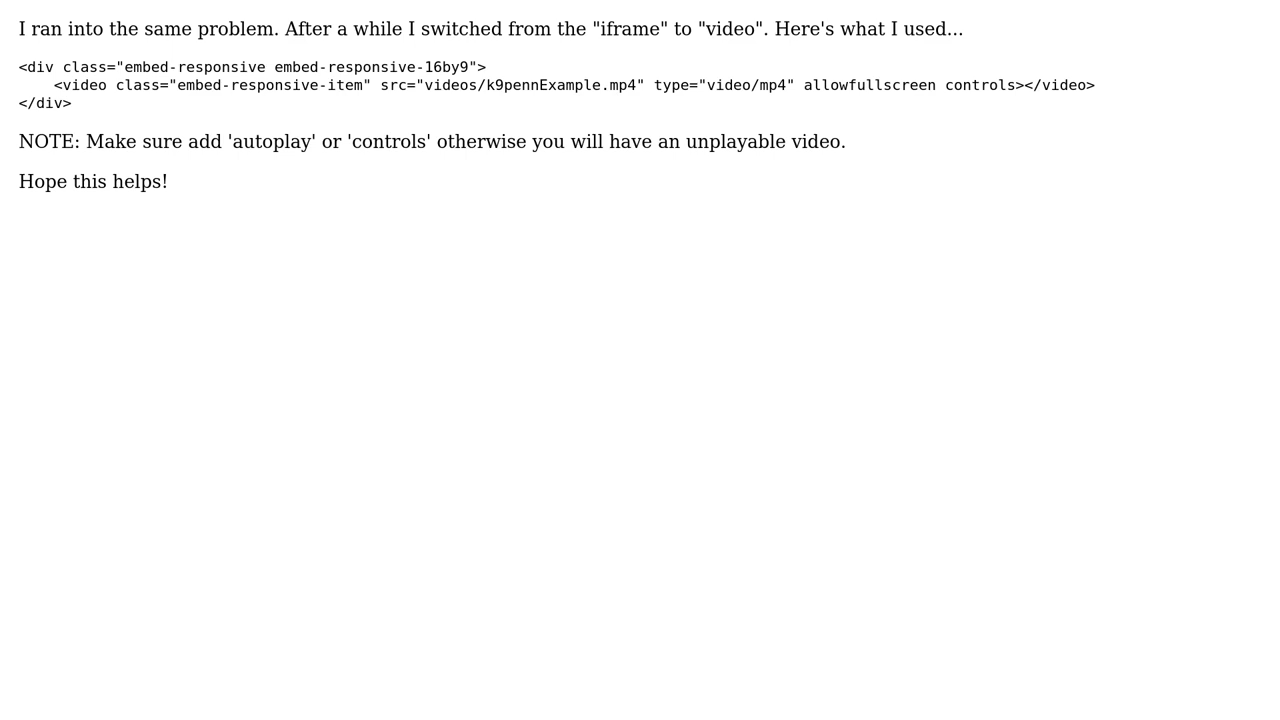 I ran into the same problem. After a while I switched from the "iframe" to "video". Here's what I used...
<div class="embed-responsive embed-responsive-16by9">
    <video class="embed-responsive-item" src="videos/k9pennExample.mp4" type="video/mp4" allowfullscreen controls></video>
</div>
NOTE: Make sure add 'autoplay' or 'controls' otherwise you will have an unplayable video.
Hope this helps!